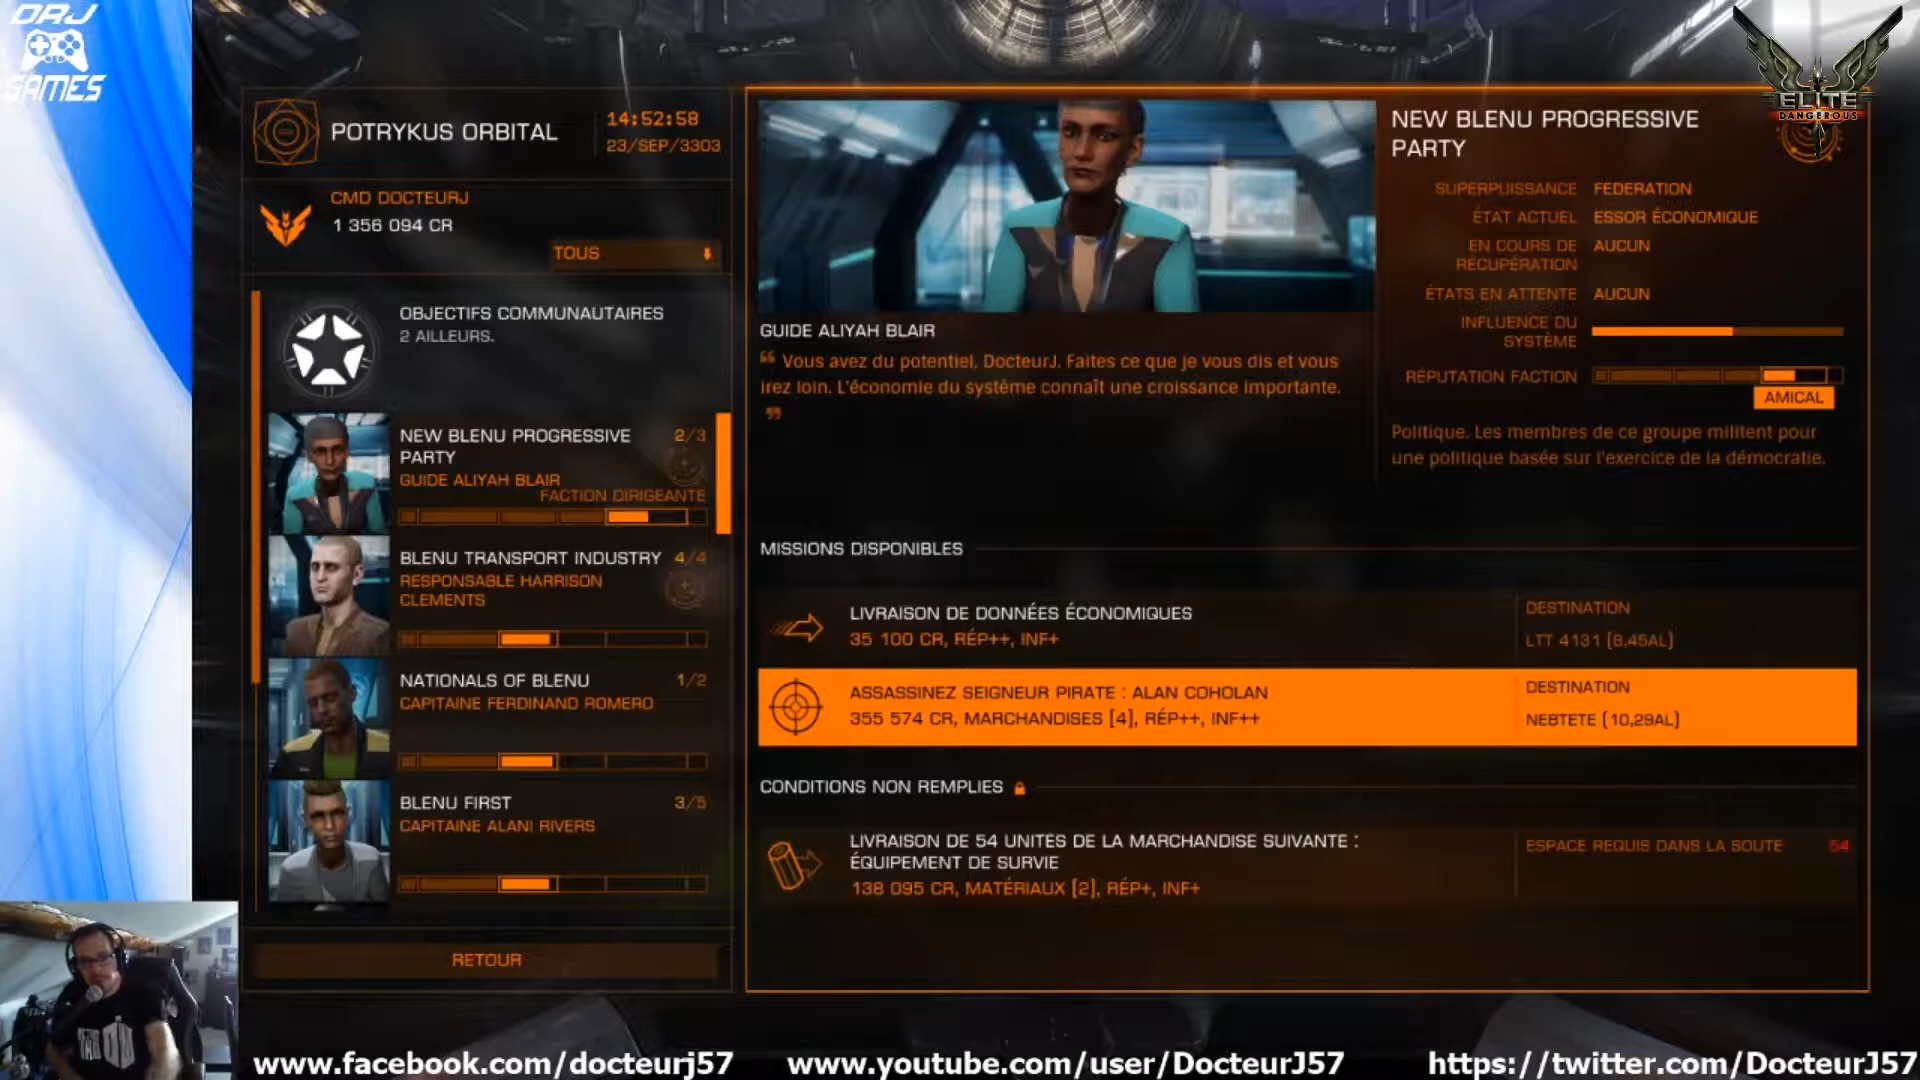 DRJ
GAMES
POTRYKUS ORBITAL
14:52:58
23/SEP/3303
CMD DOCTEURJ
1 356 094 CR
TOUS
OBJECTIFS COMMUNAUTAIRES
2 AILLEURS.
NEW BLENU PROGRESSIVE 2/3
PARTY
GUIDE ALIYAH BLAIR
FACTION DIRIGEANTE
BLENU TRANSPORT INDUSTRY 4/4
RESPONSABLE HARRISON
CLEMENTS
NATIONALS OF BLENU 1/2
CAPITAINE FERDINAND ROMERO
BLENU FIRST 3/5
CAPITAINE ALANI RIVERS
RETOUR
GUIDE ALIYAH BLAIR
“ Vous avez du potentiel, DocteurJ. Faites ce que je vous dis et vous
irez loin. L'économie du système connaît une croissance importante.
”
NEW BLENU PROGRESSIVE
PARTY
ELITE
DANGEROUS
SUPERPUISSANCE FEDERATION
ÉTAT ACTUEL ESSOR ÉCONOMIQUE
EN COURS DE AUCUN
RÉCUPÉRATION
ÉTATS EN ATTENTE AUCUN
INFLUENCE DU
SYSTÈME
RÉPUTATION FACTION
AMICAL
Politique. Les membres de ce groupe militent pour
une politique basée sur l'exercice de la démocratie.
MISSIONS DISPONIBLES
LIVRAISON DE DONNÉES ÉCONOMIQUES
35 100 CR, RÉP++, INF+
DESTINATION
LTT 4131 (8,45AL)
ASSASSINEZ SEIGNEUR PIRATE : ALAN COHOLAN
355 574 CR, MARCHANDISES [4], RÉP++, INF++
DESTINATION
NEBTETE (10,29AL)
CONDITIONS NON REMPLIES
LIVRAISON DE 54 UNITÉS DE LA MARCHANDISE SUIVANTE :
ÉQUIPEMENT DE SURVIE
138 095 CR, MATÉRIAUX [2], RÉP+, INF+
ESPACE REQUIS DANS LA SOUTE 54
www.facebook.com/docteurj57 www.youtube.com/user/DocteurJ57 https://twitter.com/DocteurJ57